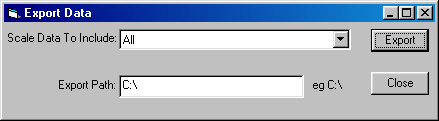 Export Data
Scale Data To Include: All Export
Export Path: C:\ eg C:\ Close